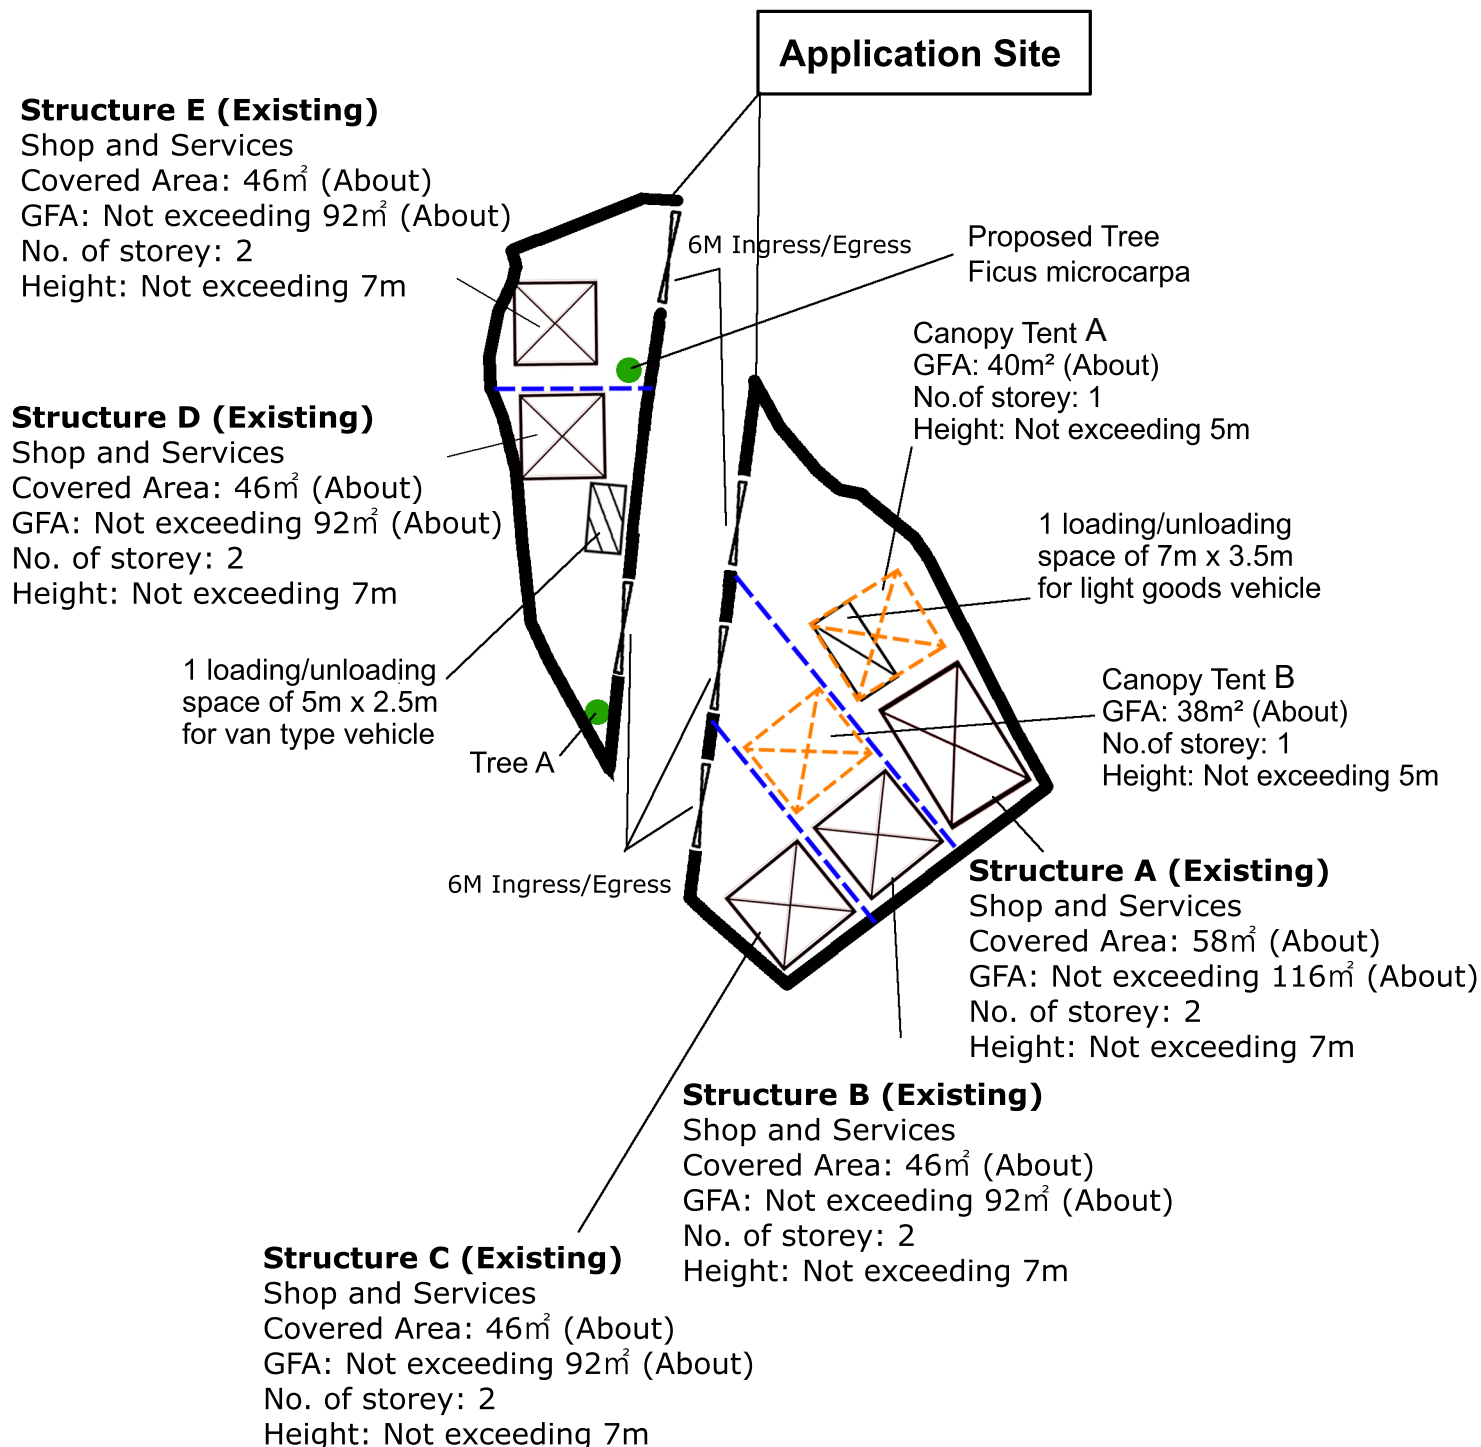 Application Site
Structure E (Existing)
Shop and Services
Covered Area: 46㎡ (About)
GFA: Not exceeding 92㎡ (About)
No. of storey: 2
Height: Not exceeding 7m
6M Ingress/Egress
Proposed Tree
Ficus microcarpa
Canopy Tent A
GFA: 40m² (About)
No.of storey: 1
Height: Not exceeding 5m
Structure D (Existing)
Shop and Services
Covered Area: 46㎡ (About)
GFA: Not exceeding 92㎡ (About)
No. of storey: 2
Height: Not exceeding 7m
1 loading/unloading
space of 7m x 3.5m
for light goods vehicle
1 loading/unloading
space of 5m x 2.5m
for van type vehicle
Tree A
Canopy Tent B
GFA: 38m² (About)
No.of storey: 1
Height: Not exceeding 5m
6M Ingress/Egress
Structure A (Existing)
Shop and Services
Covered Area: 58㎡ (About)
GFA: Not exceeding 116㎡ (About)
No. of storey: 2
Height: Not exceeding 7m
Structure B (Existing)
Shop and Services
Covered Area: 46㎡ (About)
GFA: Not exceeding 92㎡ (About)
No. of storey: 2
Height: Not exceeding 7m
Structure C (Existing)
Shop and Services
Covered Area: 46㎡ (About)
GFA: Not exceeding 92㎡ (About)
No. of storey: 2
Height: Not exceeding 7m